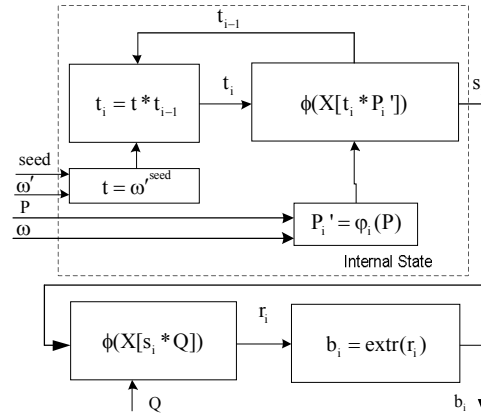 t_{i-1}
t_i = t * t_{i-1}
t_i
ϕ(X[t_i * P_i'])
s
seed
ω'
t = ω'^{seed}
P
ω
P_i' = φ_i(P)
Internal State
ϕ(X[s_i * Q])
r_i
b_i = extr(r_i)
Q
b_i